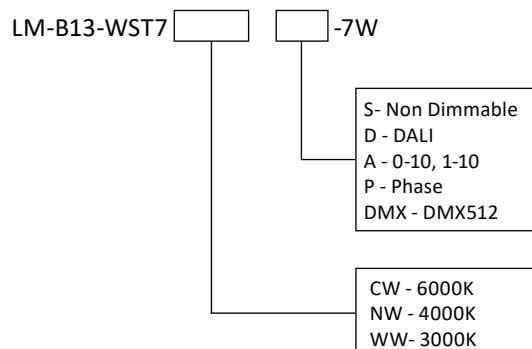 LM-B13-WST7 -7W
S- Non Dimmable
D - DALI
A - 0-10, 1-10
P - Phase
DMX - DMX512
CW - 6000K
NW - 4000K
WW- 3000K